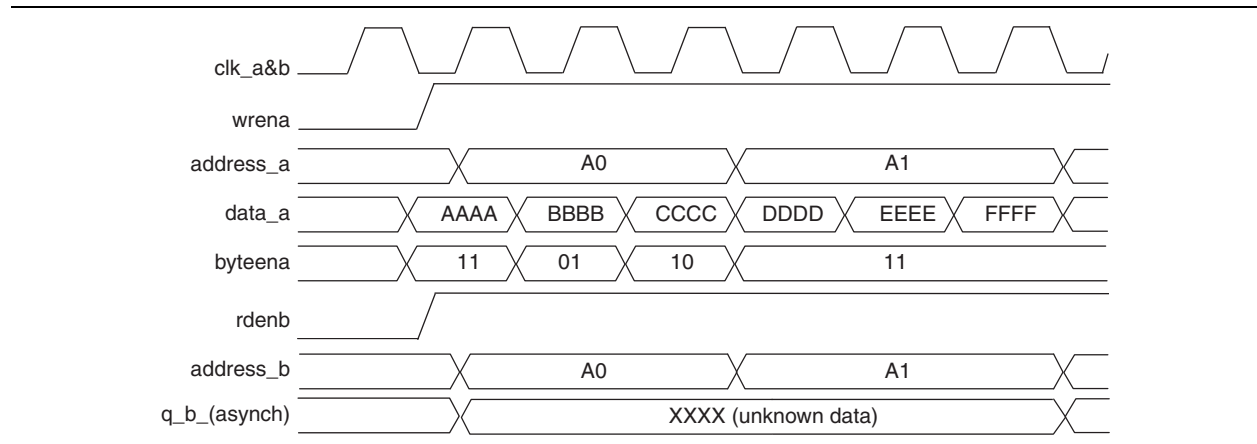 clk_a&b
wrena
address_a A0 A1
data_a AAAA BBBB CCCC DDDD EEEE FFFF
byteena 11 01 10 11
rdenb
address_b A0 A1
q_b_(asynch) XXXX (unknown data)